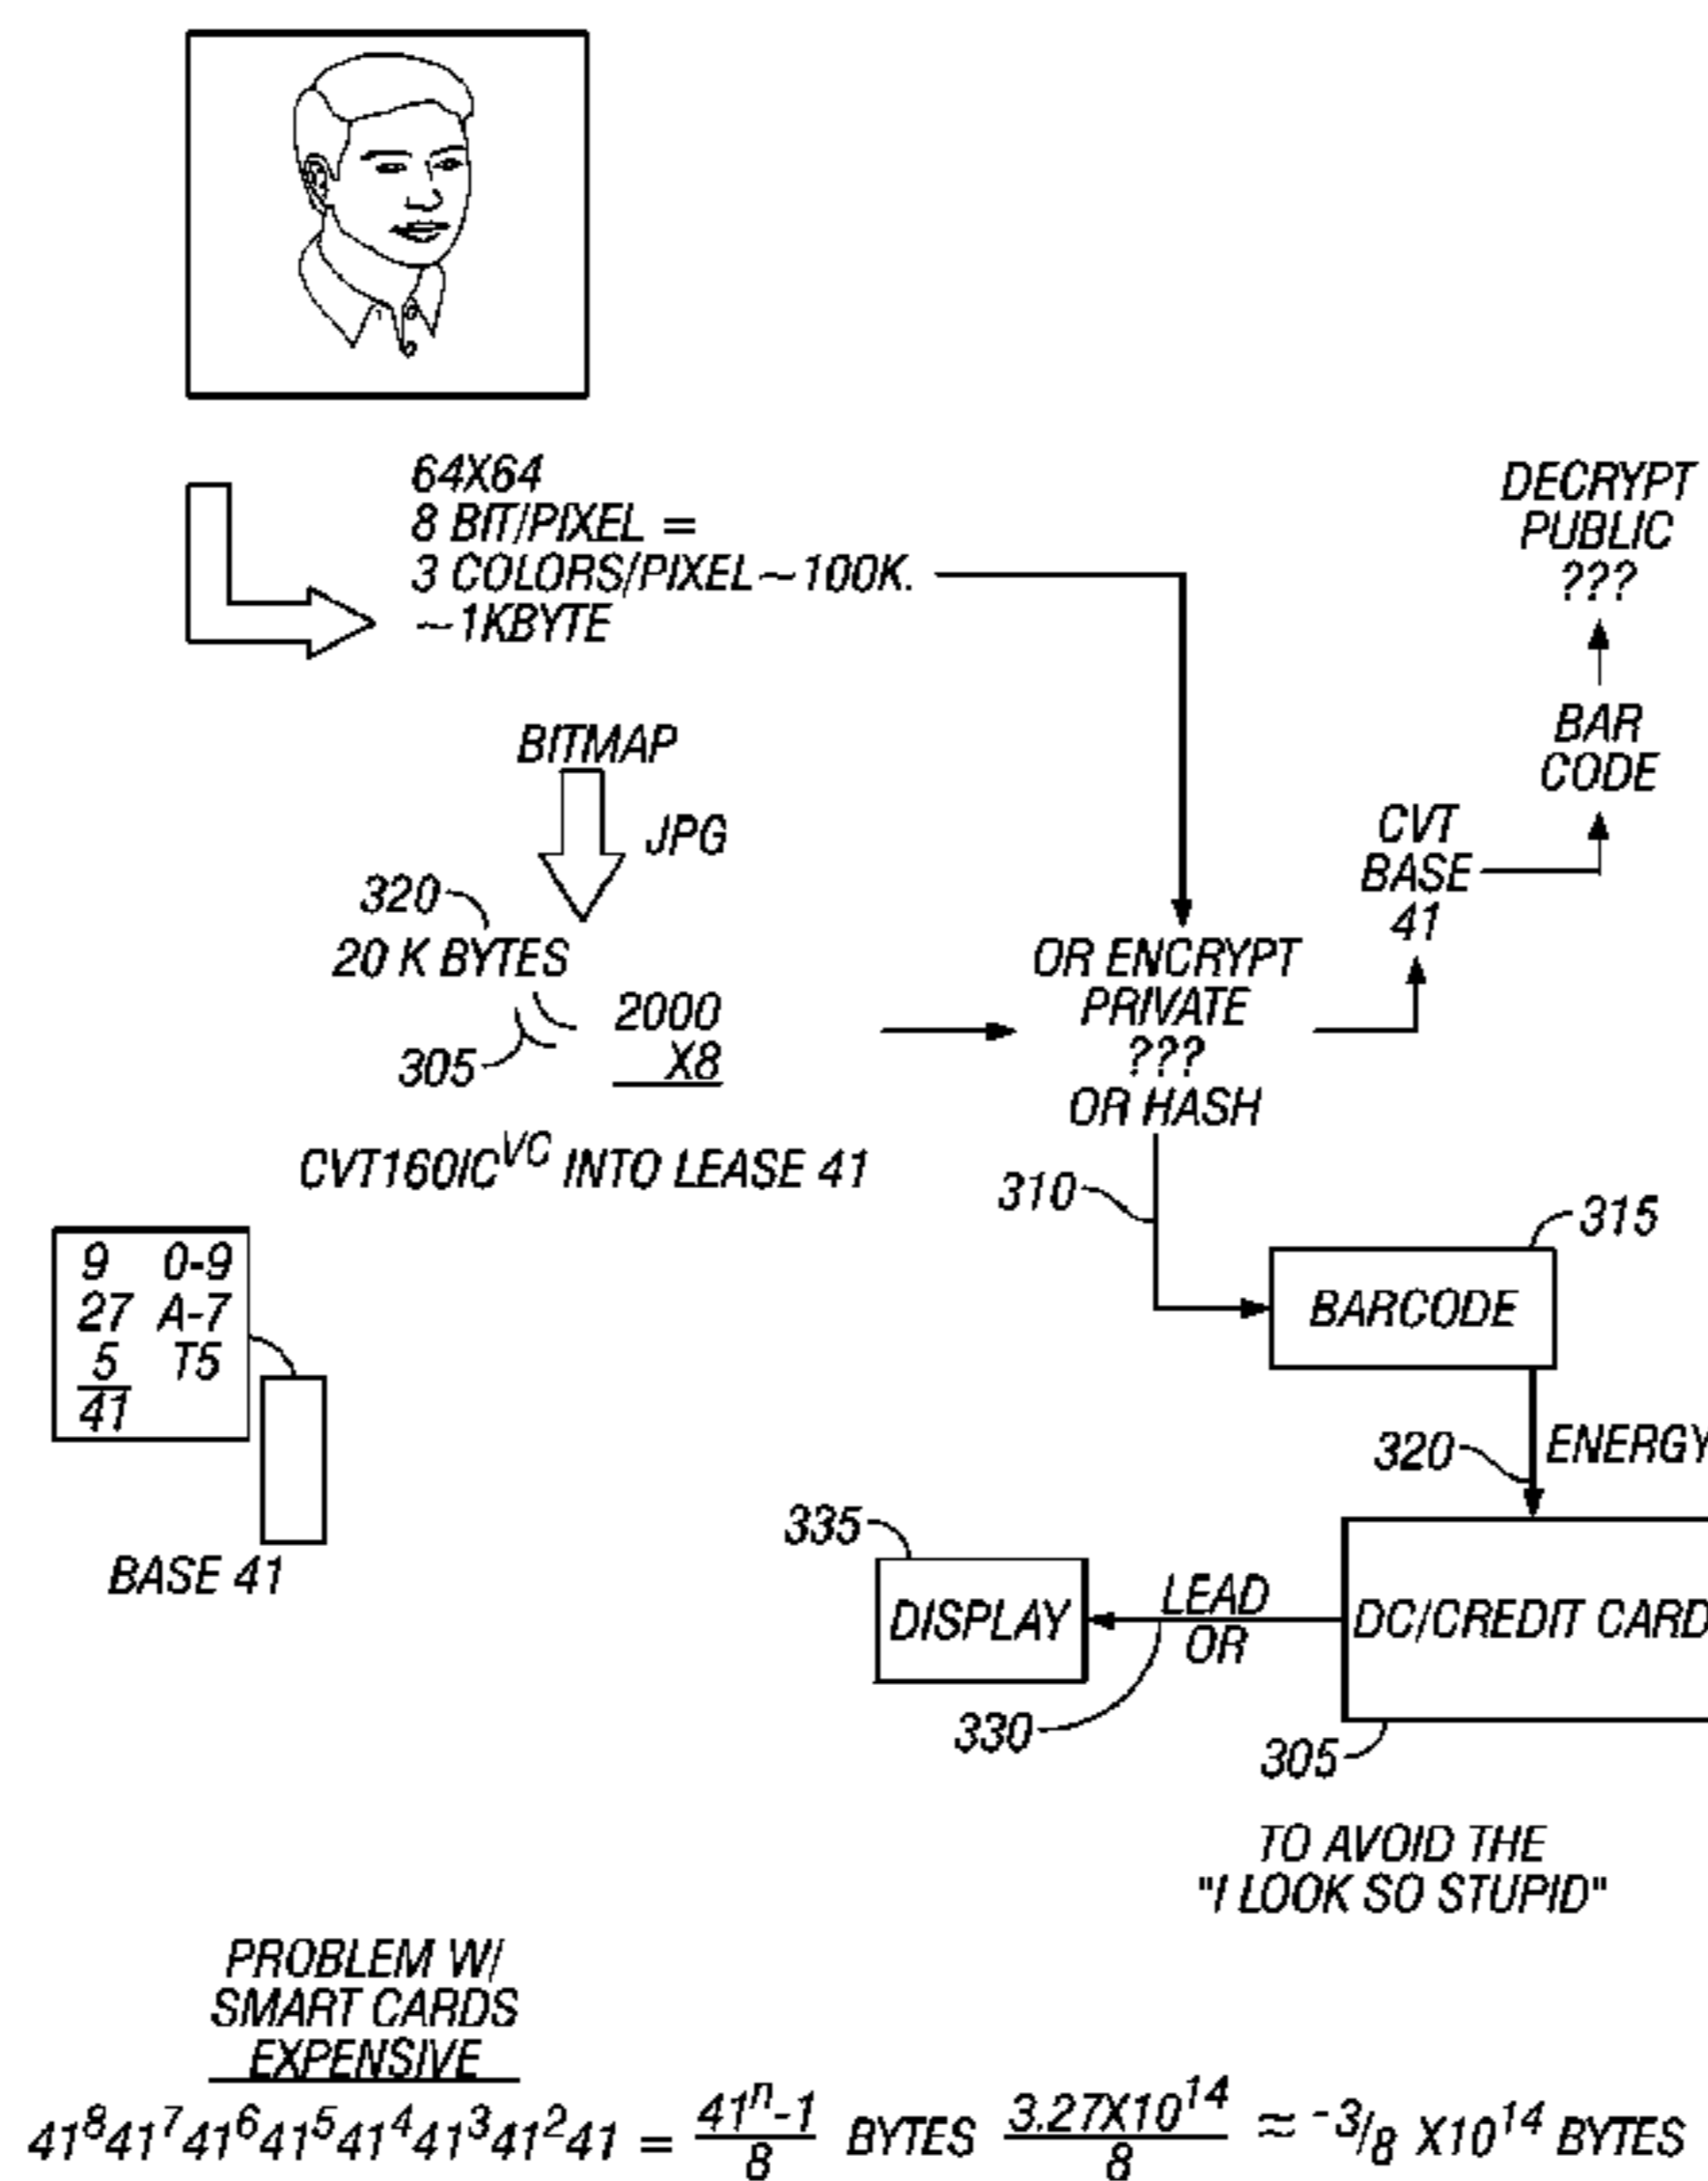 64X64
8 BIT/PIXEL =
3 COLORS/PIXEL~100K.
~1KBYTE
DECRYPT
PUBLIC
???
BAR
CODE
CVT
BASE
41
BITMAP
JPG
320
20 K BYTES
305
2000
X8
OR ENCRYPT
PRIVATE
???
OR HASH
CVT160IC^VC INTO LEASE 41
310
315
BARCODE
9 0-9
27 A-7
5 T5
41
BASE 41
320
ENERGY
335
DISPLAY
LEAD
OR
DC/CREDIT CARD
330
305
TO AVOID THE
"I LOOK SO STUPID"
PROBLEM W/
SMART CARDS
EXPENSIVE
41^8 41^7 41^6 41^5 41^4 41^3 41^2 41 = 41^n-1/8 BYTES 3.27X10^14/8 ≈ -3/8 X10^14 BYTES